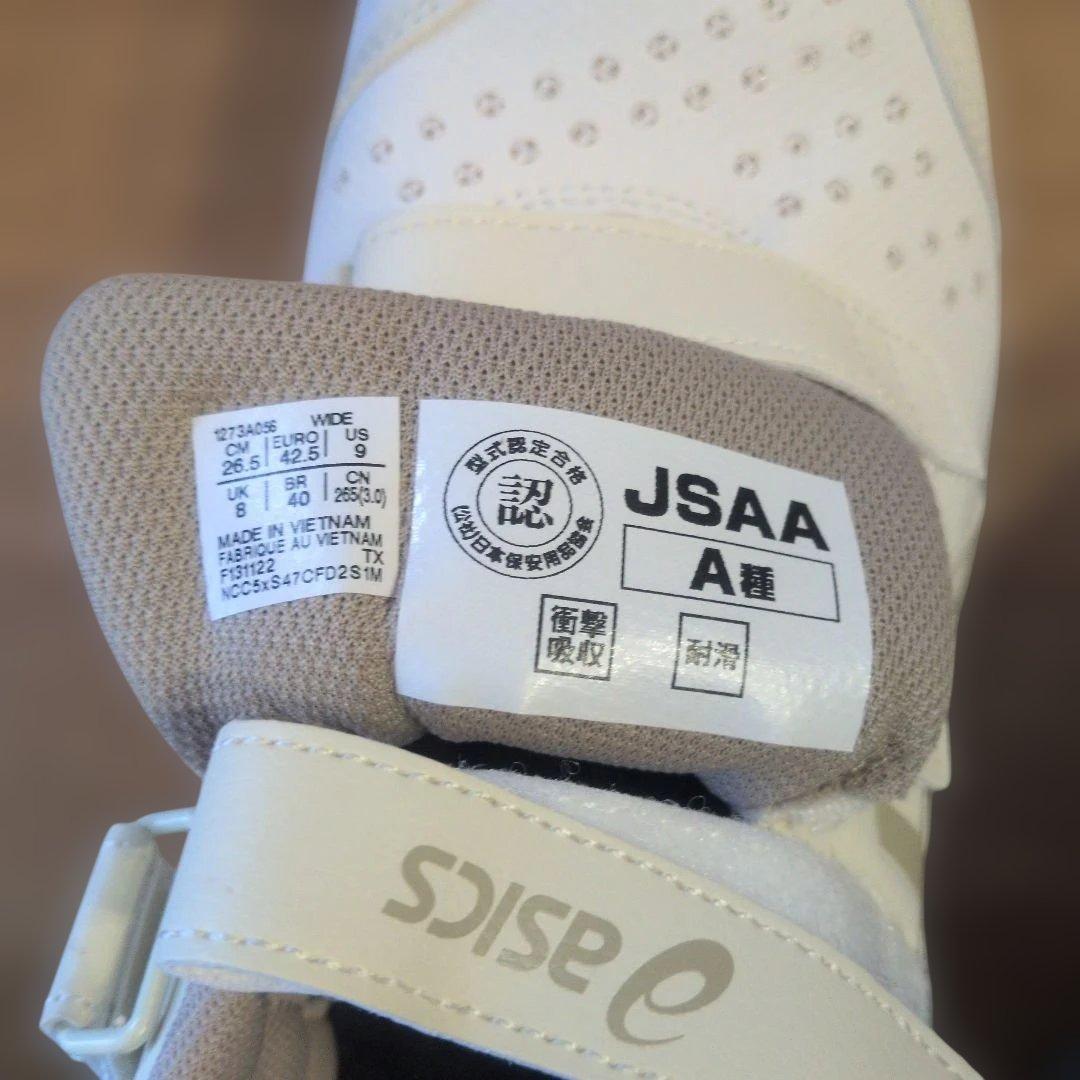 1273A056 WIDE
CM 26.5 | EURO 42.5 | US 9
UK 8 | BR 40 | CN 265(3.0)
MADE IN VIETNAM
FABRIQUE AU VIETNAM
F131122 TX
NCC5xS47CFD2S1M
型式認定合格
認
(公社)日本保安用品協会
JSAA
A種
衝撃
吸収
耐滑
asics